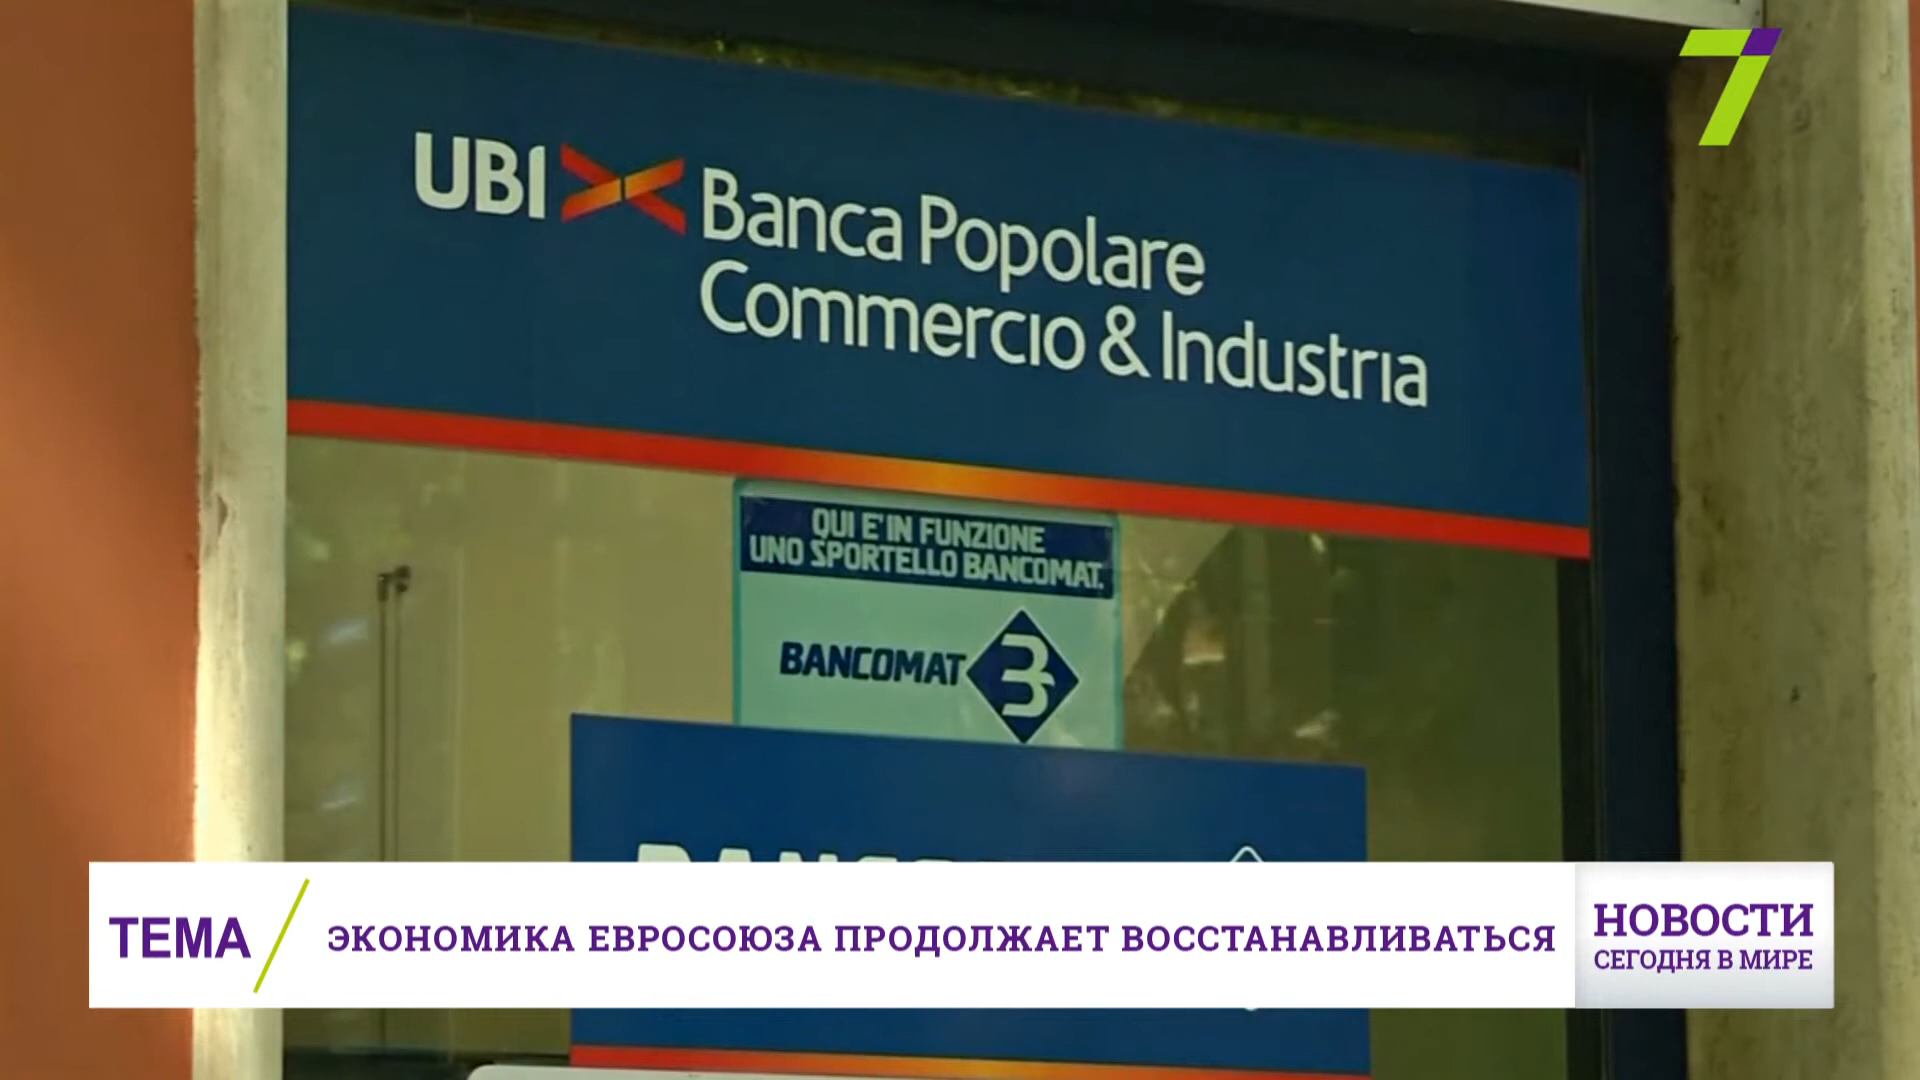 7
UBI Banca Popolare
Commercio & Industria
QUI E' IN FUNZIONE
UNO SPORTELLO BANCOMAT.
BANCOMAT
ТЕМА
ЭКОНОМИКА ЕВРОСОЮЗА ПРОДОЛЖАЕТ ВОССТАНАВЛИВАТЬСЯ
НОВОСТИ
СЕГОДНЯ В МИРЕ